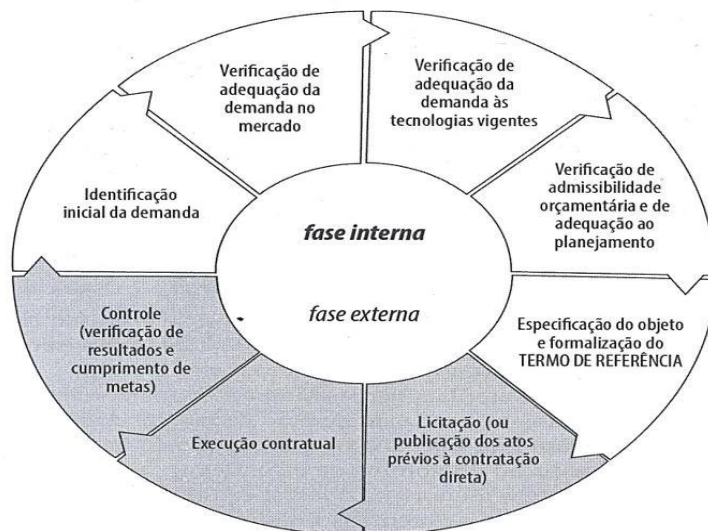 Verificação de
adequação da
demanda no
mercado
Verificação de
adequação da
demanda às
tecnologias vigentes
Identificação
inicial da demanda
Verificação de
admissibilidade
orçamentária e de
adequação ao
planejamento
fase interna
fase externa
Controle
(verificação de
resultados e
cumprimento de
metas)
Especificação do objeto
e formalização do
TERMO DE REFERÊNCIA
Execução contratual
Licitação (ou
publicação dos atos
prévios à contratação
direta)